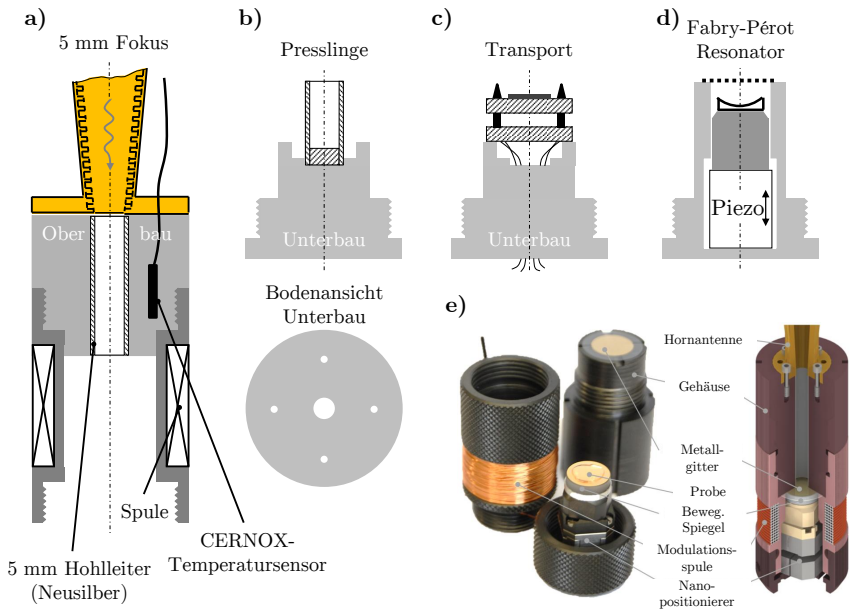 a)
5 mm Fokus
Ober
bau
Spule
CERNOX-
Temperatursensor
5 mm Hohlleiter
(Neusilber)
b)
Presslinge
Unterbau
Bodenansicht
Unterbau
c)
Transport
Unterbau
d)
Fabry-Pérot
Resonator
Piezo
e)
Hornantenne
Gehäuse
Metall-
gitter
Probe
Beweg.
Spiegel
Modulations-
spule
Nano-
positionierer